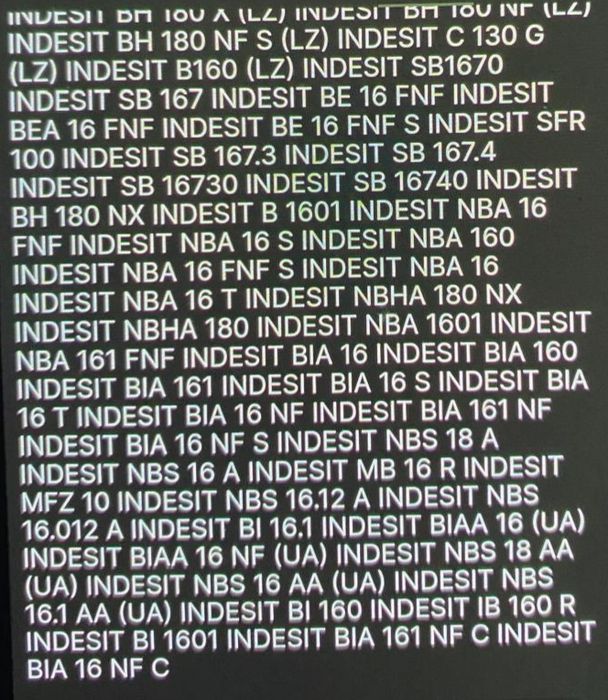 INDESIT BH 180 X (LZ) INDESIT BH 180 NF (LZ)
INDESIT BH 180 NF S (LZ) INDESIT C 130 G
(LZ) INDESIT B160 (LZ) INDESIT SB1670
INDESIT SB 167 INDESIT BE 16 FNF INDESIT
BEA 16 FNF INDESIT BE 16 FNF S INDESIT SFR
100 INDESIT SB 167.3 INDESIT SB 167.4
INDESIT SB 16730 INDESIT SB 16740 INDESIT
BH 180 NX INDESIT B 1601 INDESIT NBA 16
FNF INDESIT NBA 16 S INDESIT NBA 160
INDESIT NBA 16 FNF S INDESIT NBA 16
INDESIT NBA 16 T INDESIT NBHA 180 NX
INDESIT NBHA 180 INDESIT NBA 1601 INDESIT
NBA 161 FNF INDESIT BIA 16 INDESIT BIA 160
INDESIT BIA 161 INDESIT BIA 16 S INDESIT BIA
16 T INDESIT BIA 16 NF INDESIT BIA 161 NF
INDESIT BIA 16 NF S INDESIT NBS 18 A
INDESIT NBS 16 A INDESIT MB 16 R INDESIT
MFZ 10 INDESIT NBS 16.12 A INDESIT NBS
16.012 A INDESIT BI 16.1 INDESIT BIAA 16 (UA)
INDESIT BIAA 16 NF (UA) INDESIT NBS 18 AA
(UA) INDESIT NBS 16 AA (UA) INDESIT NBS
16.1 AA (UA) INDESIT BI 160 INDESIT IB 160 R
INDESIT BI 1601 INDESIT BIA 161 NF C INDESIT
BIA 16 NF C